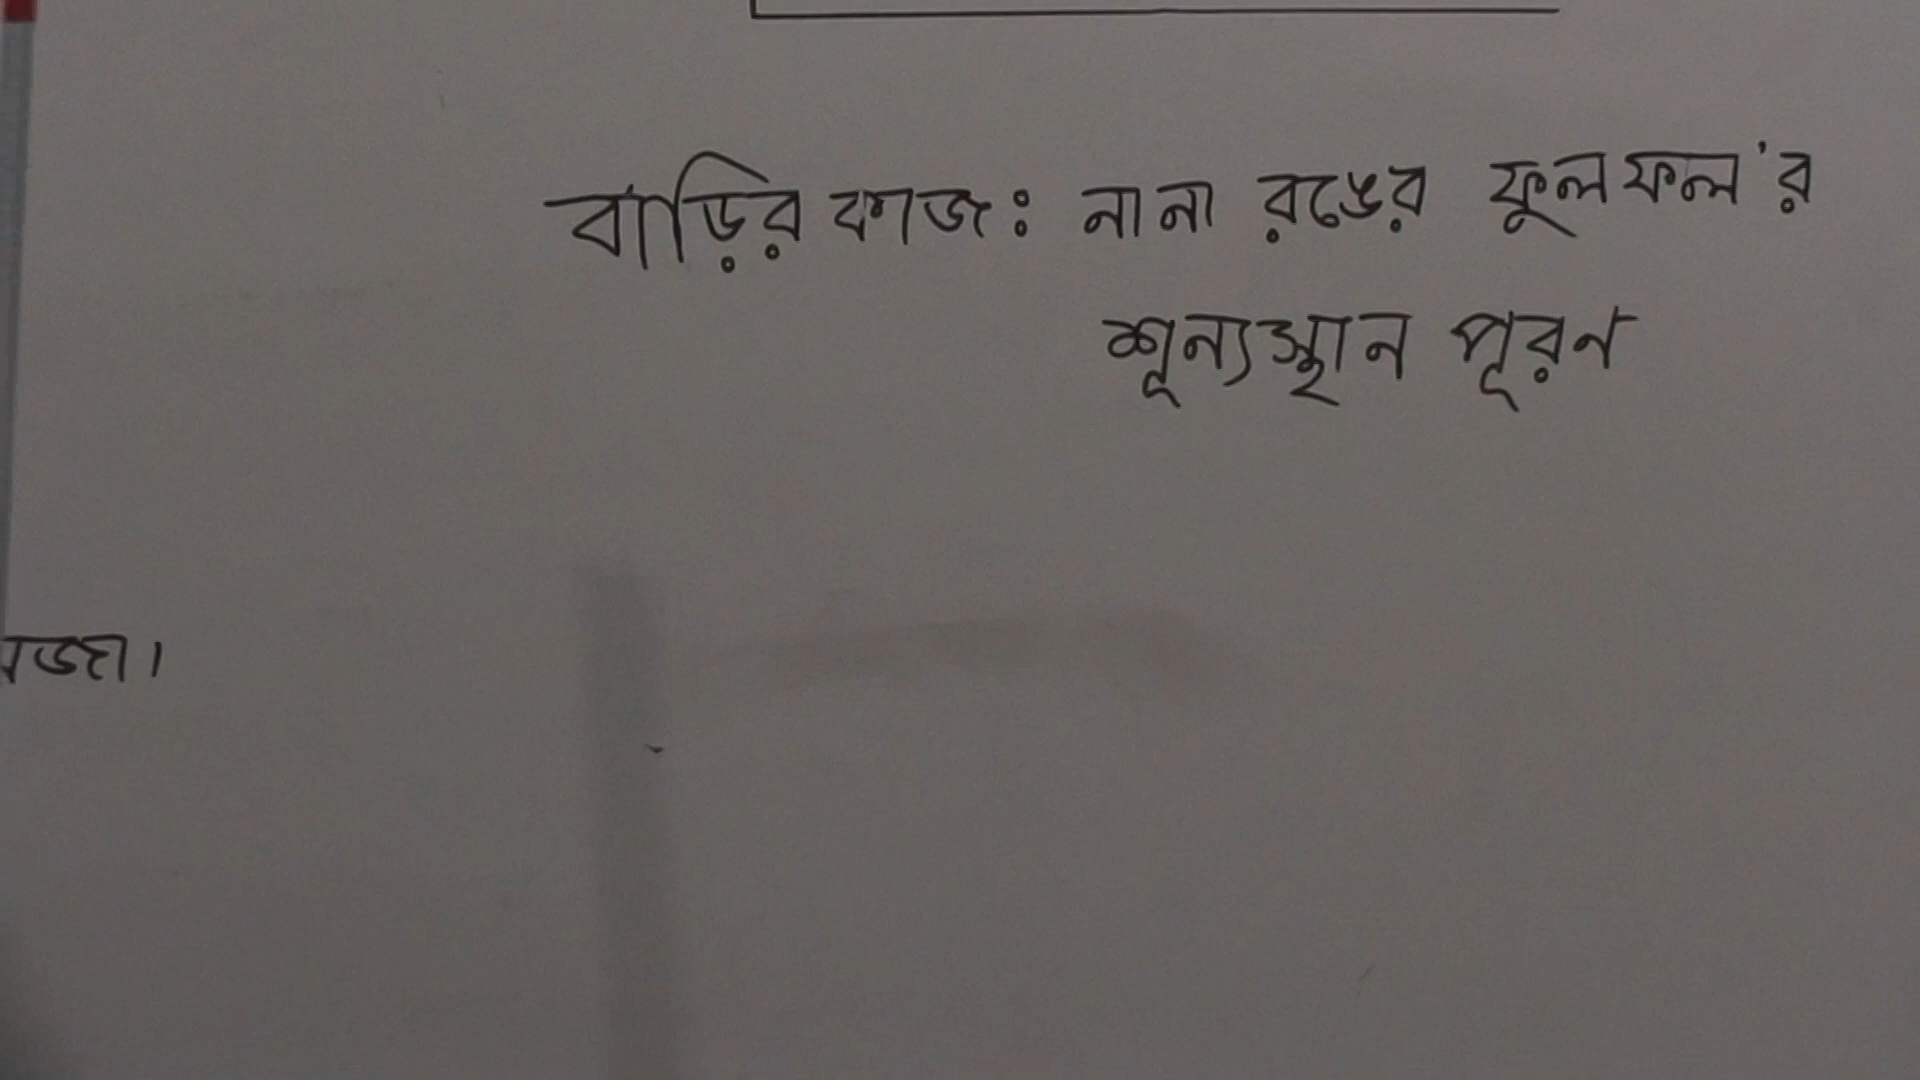 বাড়ির কাজঃ নানা রঙের ফুলফল'র
শূন্যস্থান পূরণ